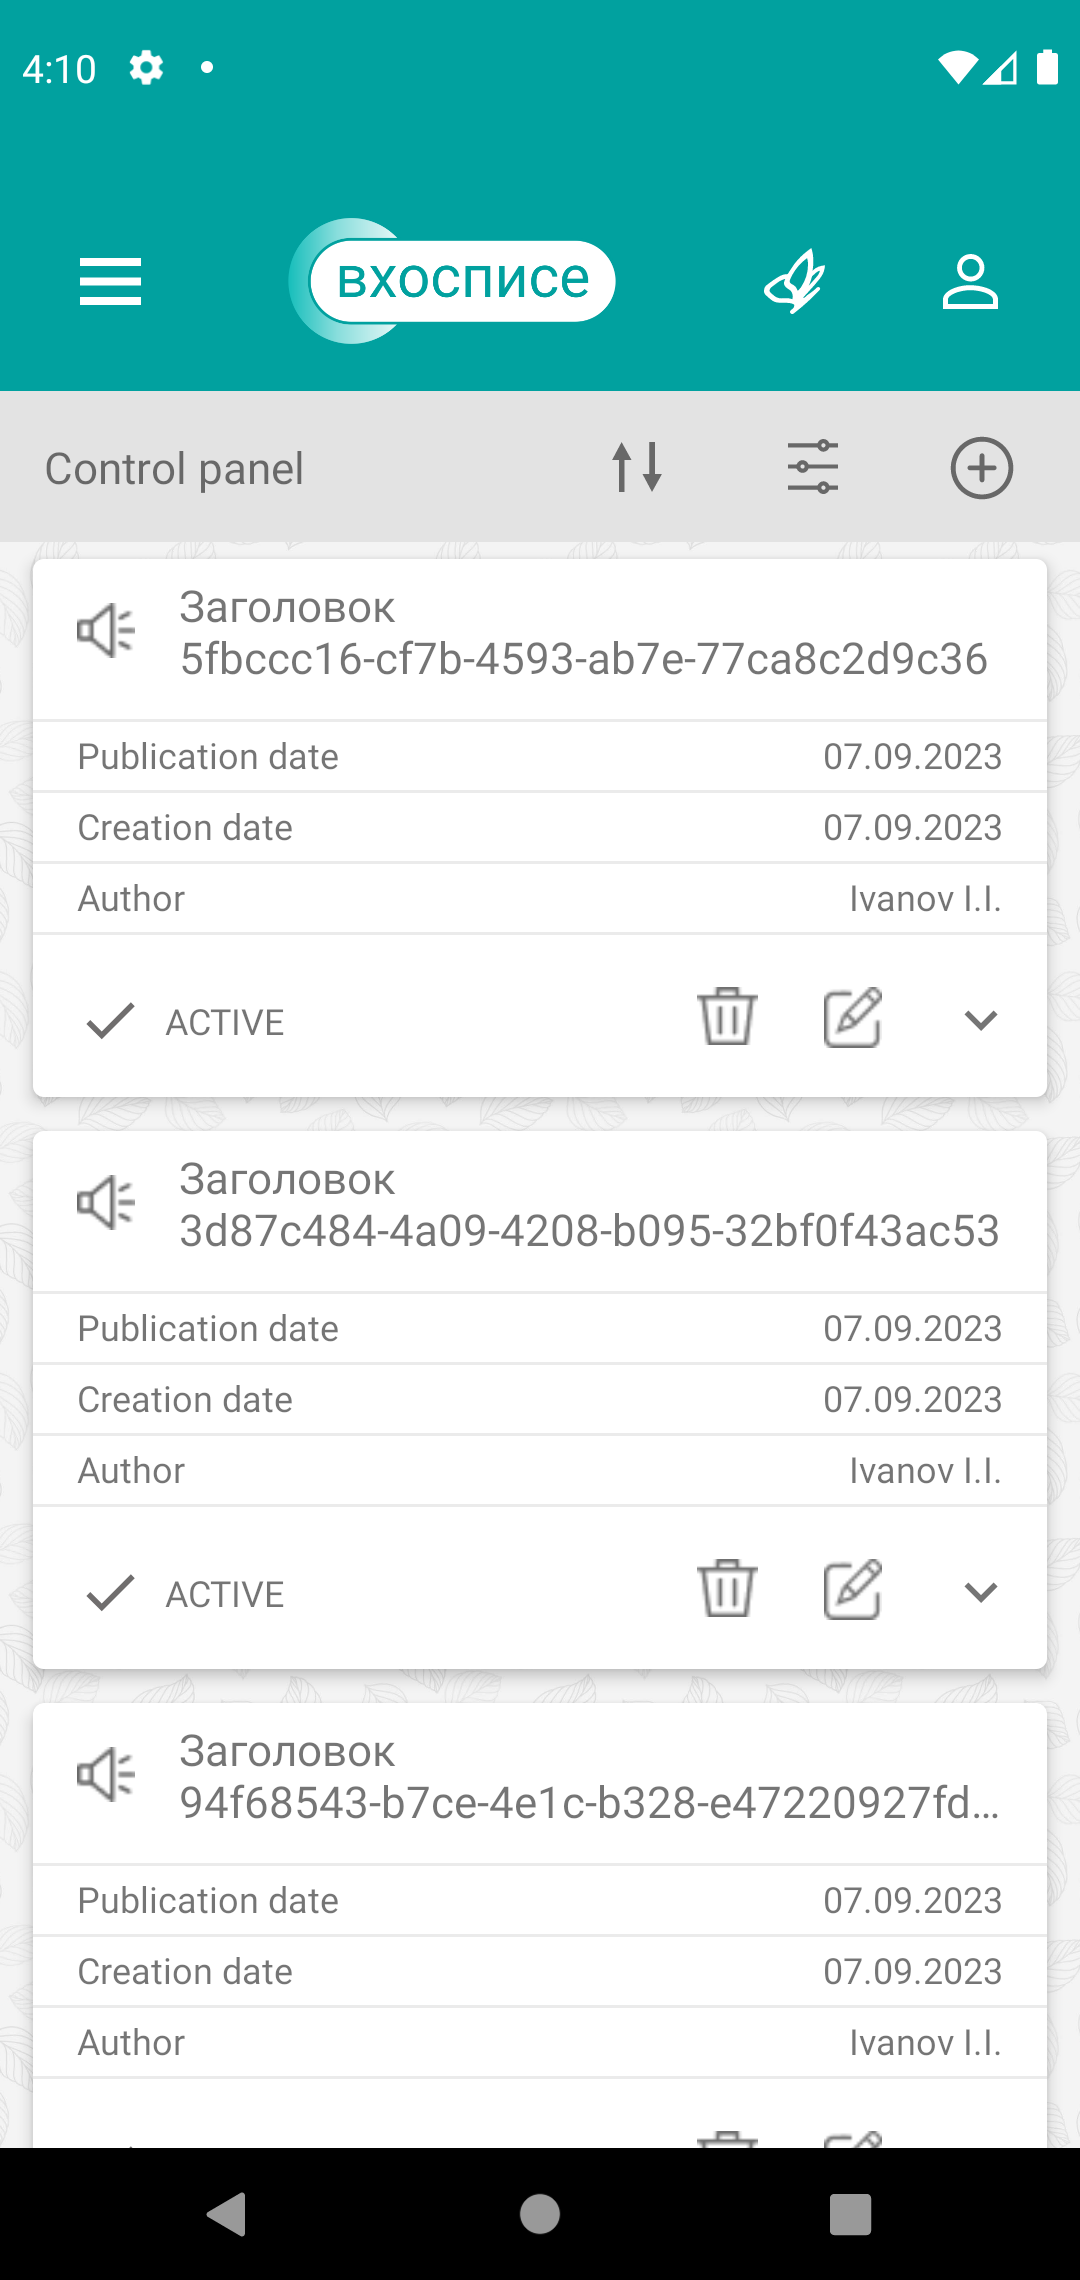 4:10
вхосписе
Control panel
Заголовок
5fbccc16-cf7b-4593-ab7e-77ca8c2d9c36
Publication date 07.09.2023
Creation date 07.09.2023
Author Ivanov I.I.
ACTIVE
Заголовок
3d87c484-4a09-4208-b095-32bf0f43ac53
Publication date 07.09.2023
Creation date 07.09.2023
Author Ivanov I.I.
ACTIVE
Заголовок
94f68543-b7ce-4e1c-b328-e47220927fd...
Publication date 07.09.2023
Creation date 07.09.2023
Author Ivanov I.I.